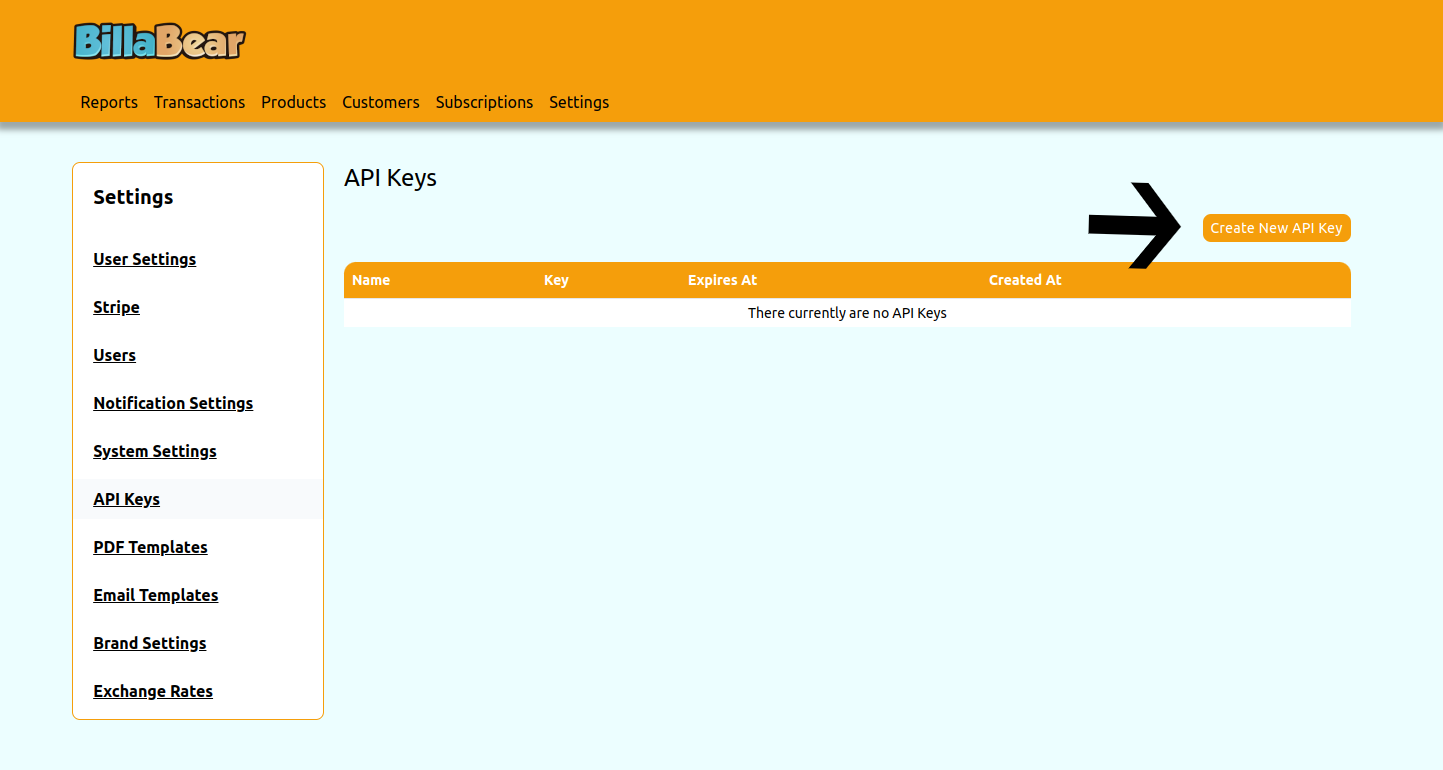 BillaBear
Reports Transactions Products Customers Subscriptions Settings
Settings
User Settings
Stripe
Users
Notification Settings
System Settings
API Keys
PDF Templates
Email Templates
Brand Settings
Exchange Rates
API Keys
Create New API Key
Name Key Expires At Created At
There currently are no API Keys